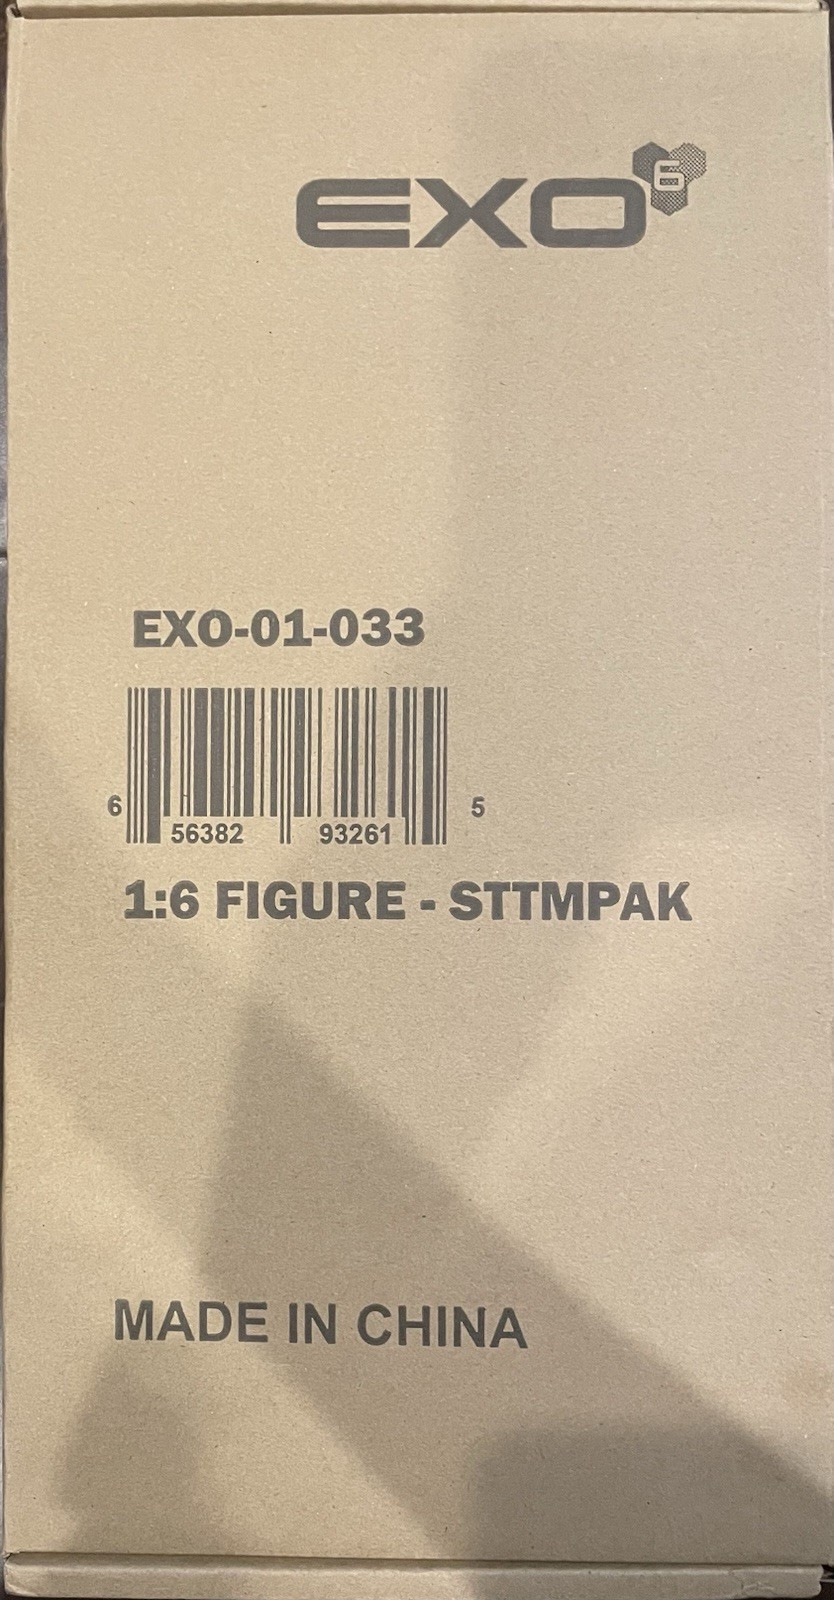 EXO6
EXO-01-033
6 56382 93261 5
1:6 FIGURE - STTMPAK
MADE IN CHINA